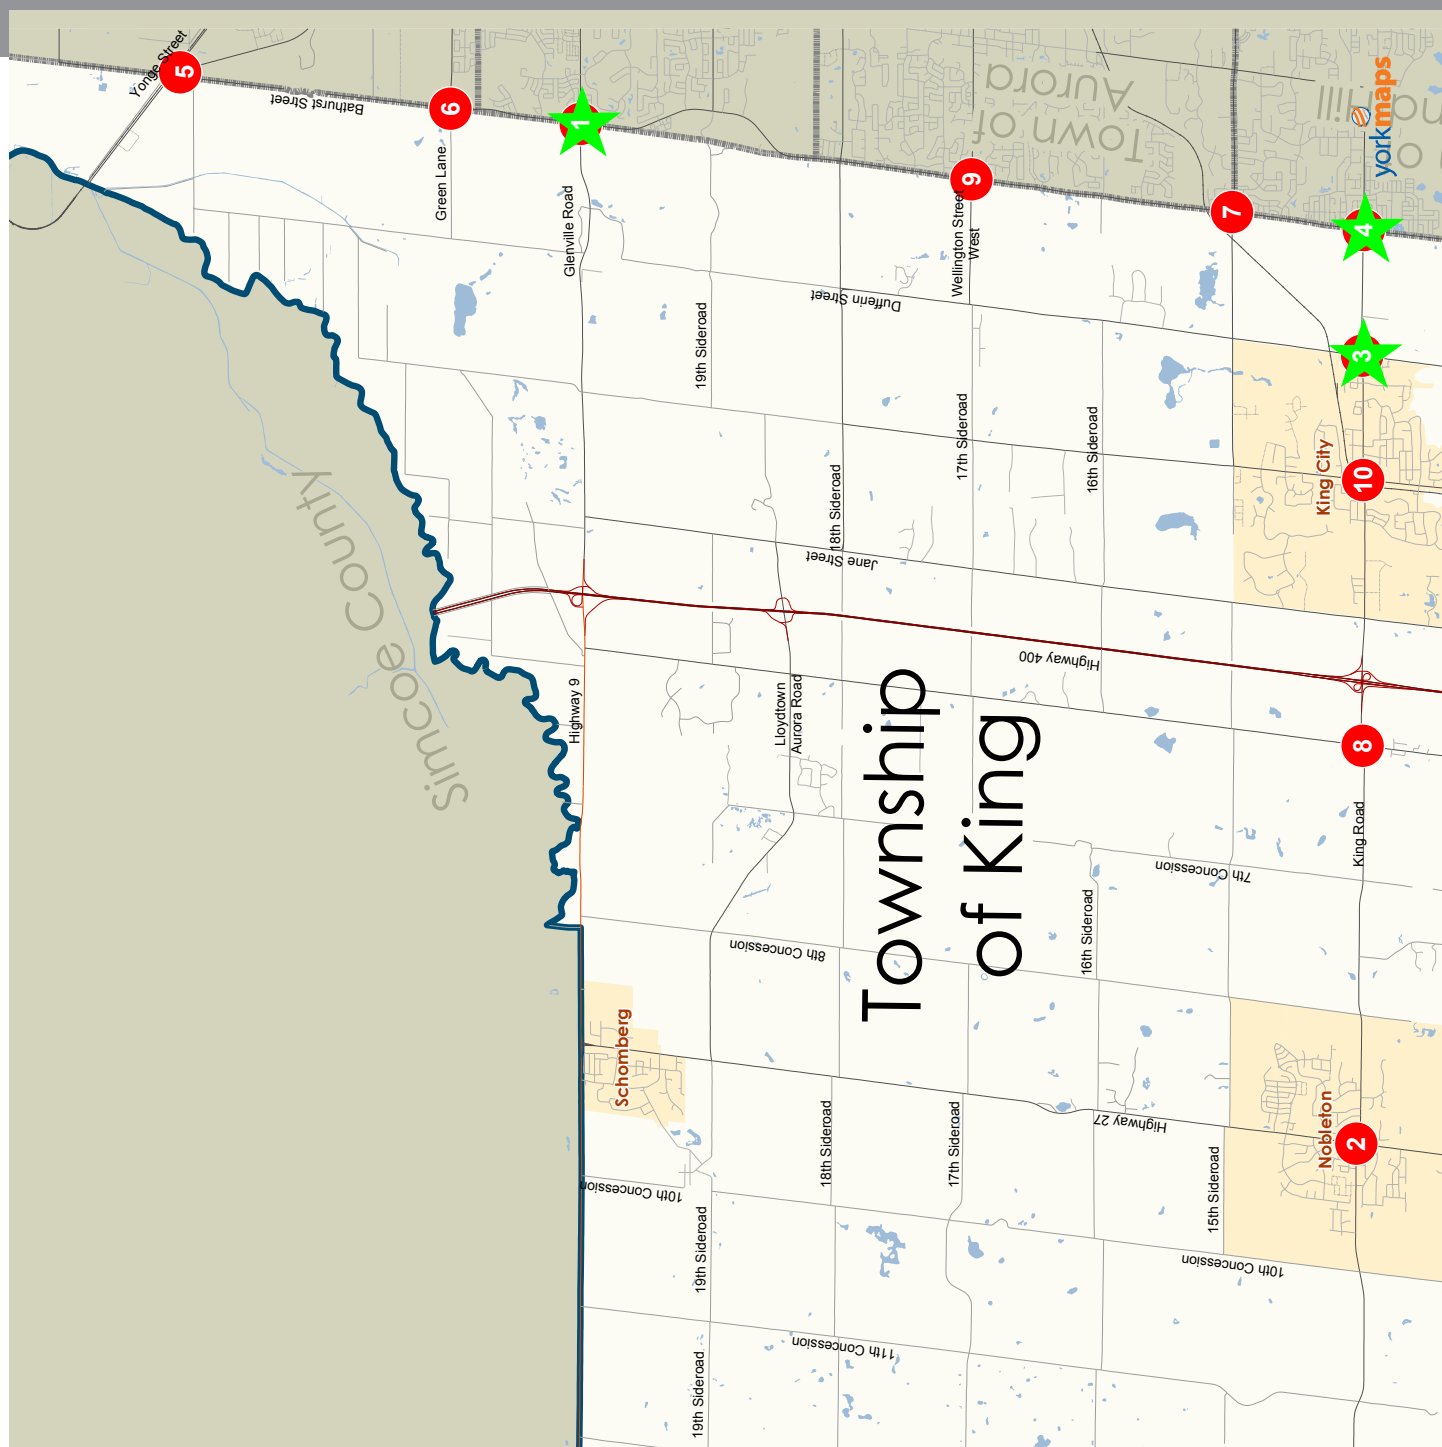 Yonge Street
5
Bathurst Street
6
Green Lane
1
Glenville Road
Town of
Aurora
9
Wellington Street
West
7
yorkmaps
4
3
Dufferin Street
19th Sideroad
17th Sideroad
16th Sideroad
18th Sideroad
King City
10
Jane Street
Simcoe County
Highway 400
Highway 9
Lloydtown
Aurora Road
Township
of King
8
King Road
7th Concession
16th Sideroad
8th Concession
Schomberg
18th Sideroad
17th Sideroad
Highway 27
15th Sideroad
Nobleton
2
10th Concession
19th Sideroad
10th Concession
11th Concession
19th Sideroad